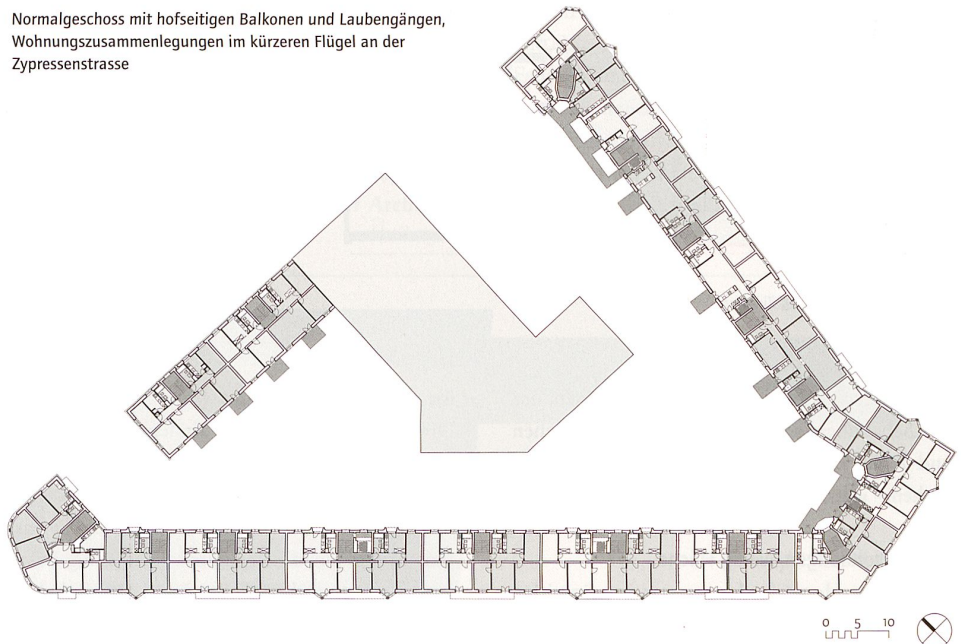 Normalgeschoss mit hofseitigen Balkonen und Laubengängen,
Wohnungszusammenlegungen im kürzeren Flügel an der
Zypressenstrasse
0 5 10